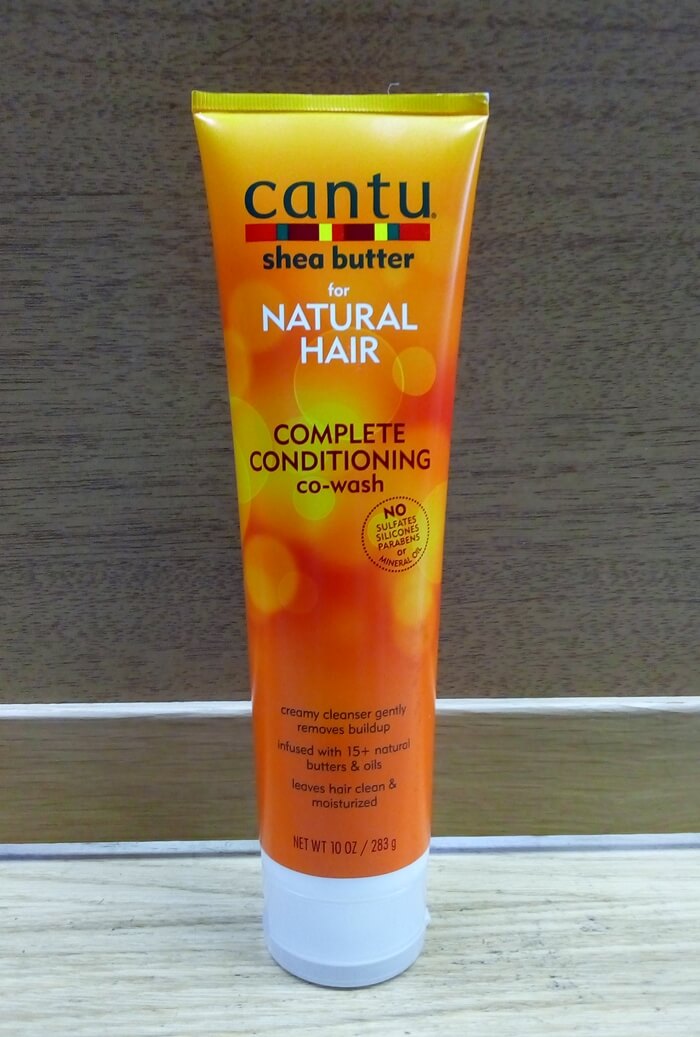 cantu®
shea butter
for
NATURAL
HAIR
COMPLETE
CONDITIONING
co-wash
NO
SULFATES
SILICONES
PARABENS
or
MINERAL OIL
creamy cleanser gently
removes buildup
infused with 15+ natural
butters & oils
leaves hair clean &
moisturized
NET WT 10 OZ / 283 g